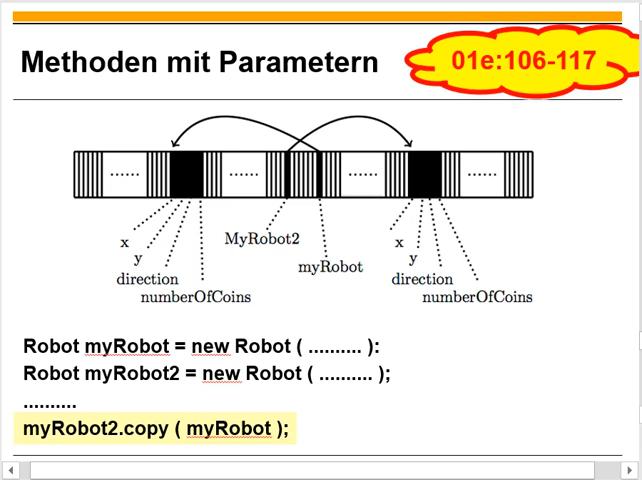 Methoden mit Parametern
01e:106-117
...... ...... ...... ......
x
y
direction
numberOfCoins
MyRobot2
myRobot
x
y
direction
numberOfCoins
Robot myRobot = new Robot ( .......... ):
Robot myRobot2 = new Robot ( .......... );
..........
myRobot2.copy ( myRobot );